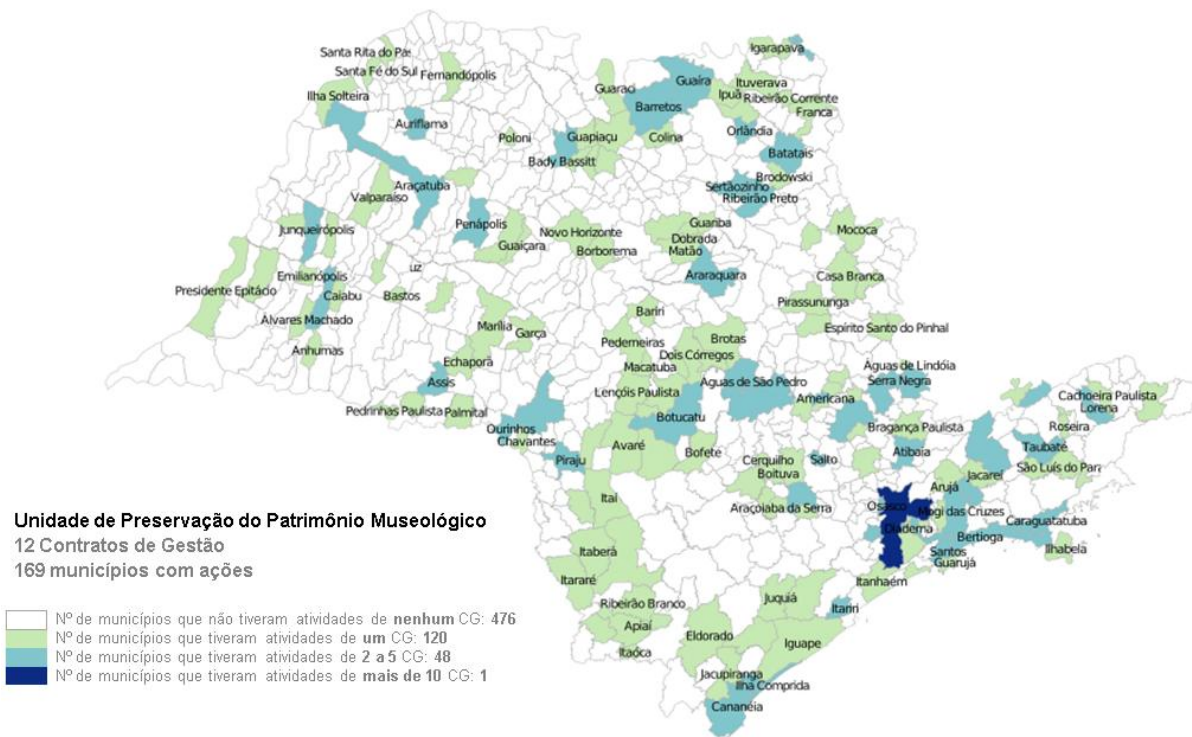 Santa Rita do Pa
Santa Fé do Sul
Fernandópolis
Ilha Solteira
Auriflama
Poloni
Guapiaçu
Bady Bassitt
Guaraci
Guaíra
Barretos
Colina
Igarapava
Ituverava
Ipuã
Ribeirão Corrente
Franca
Orlândia
Batatais
Brodowski
Sertãozinho
Ribeirão Preto
Araçatuba
Valparaíso
Penápolis
Junqueirópolis
Guaiçara
Novo Horizonte
Borborema
Guariba
Dobrada
Matão
Araraquara
Mococa
Casa Branca
Pirassununga
Espírito Santo do Pinhal
Emilianópolis
uz
Presidente Epitácio
Caiabu
Bastos
Álvares Machado
Anhumas
Marília
Garça
Echaporã
Bariri
Pederneiras
Brotas
Dois Córregos
Macatuba
Assis
Lençóis Paulista
Águas de São Pedro
Americana
Águas de Lindóia
Serra Negra
Pedrinhas Paulista
Palmital
Botucatu
Bragança Paulista
Cachoeira Paulista
Lorena
Roseira
Ourinhos
Chavantes
Avaré
Bofete
Piraju
Cerquilho
Boituva
Salto
Atibaia
Taubaté
São Luís do Par
Jacareí
Arujá
Itaí
Araçoiaba da Serra
Osasco
Mogi das Cruzes
Diadema
Caraguatatuba
Bertioga
Santos
Guarujá
Ilhabela
Itaberá
Itararé
Itanhaém
Juquiá
Itariri
Ribeirão Branco
Apiaí
Eldorado
Iguape
Itaóca
Jacupiranga
Ilha Comprida
Cananéia
Unidade de Preservação do Patrimônio Museológico
12 Contratos de Gestão
169 municípios com ações
Nº de municípios que não tiveram atividades de nenhum CG: 476
Nº de municípios que tiveram atividades de um CG: 120
Nº de municípios que tiveram atividades de 2 a 5 CG: 48
Nº de municípios que tiveram atividades de mais de 10 CG: 1